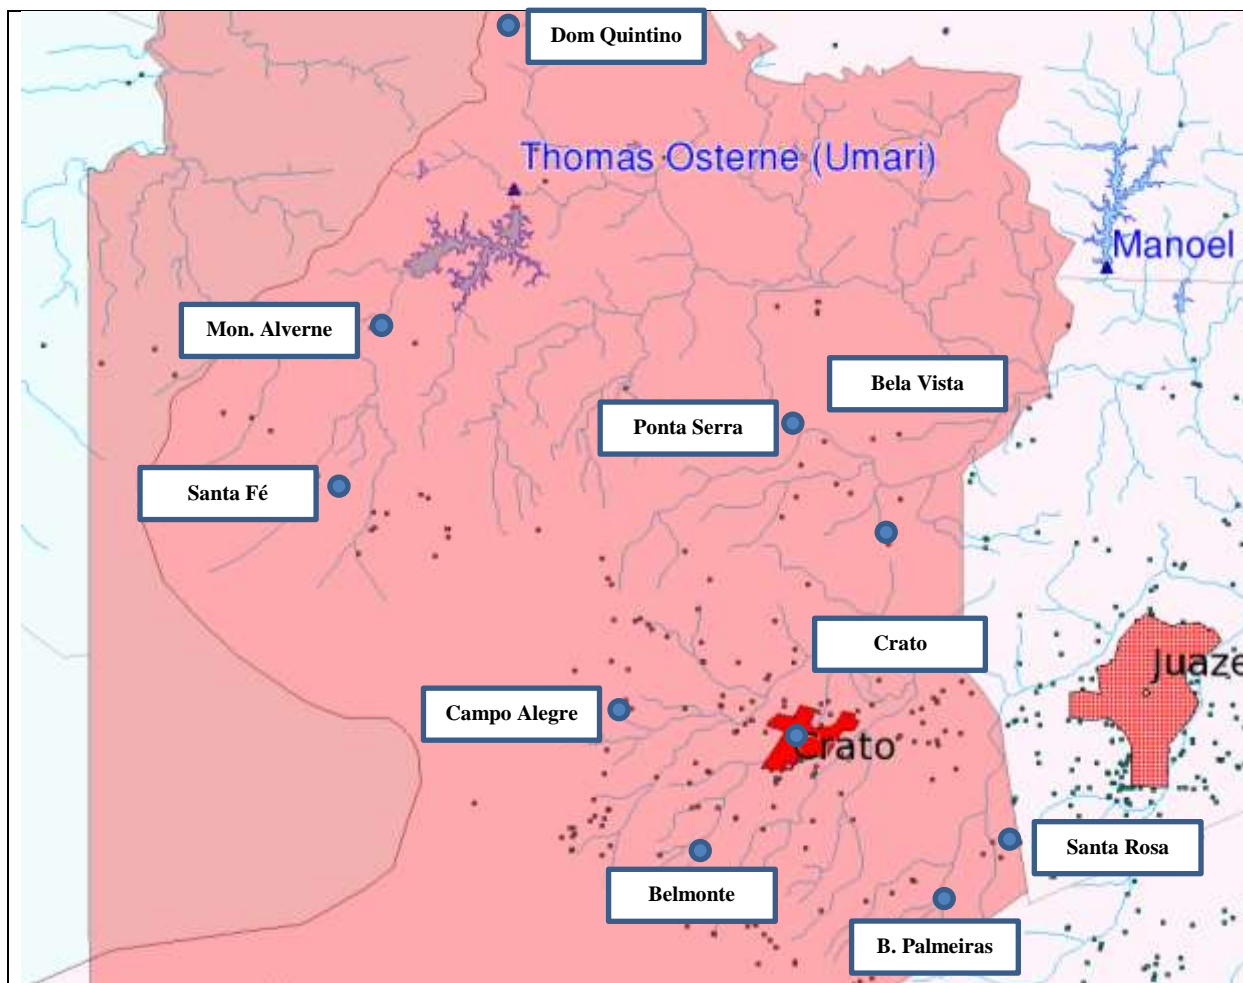 Dom Quintino
Thomas Osterne (Umari)
Manoel
Mon. Alverne
Bela Vista
Ponta Serra
Santa Fé
Crato
Juaze
Campo Alegre
Crato
Santa Rosa
Belmonte
B. Palmeiras